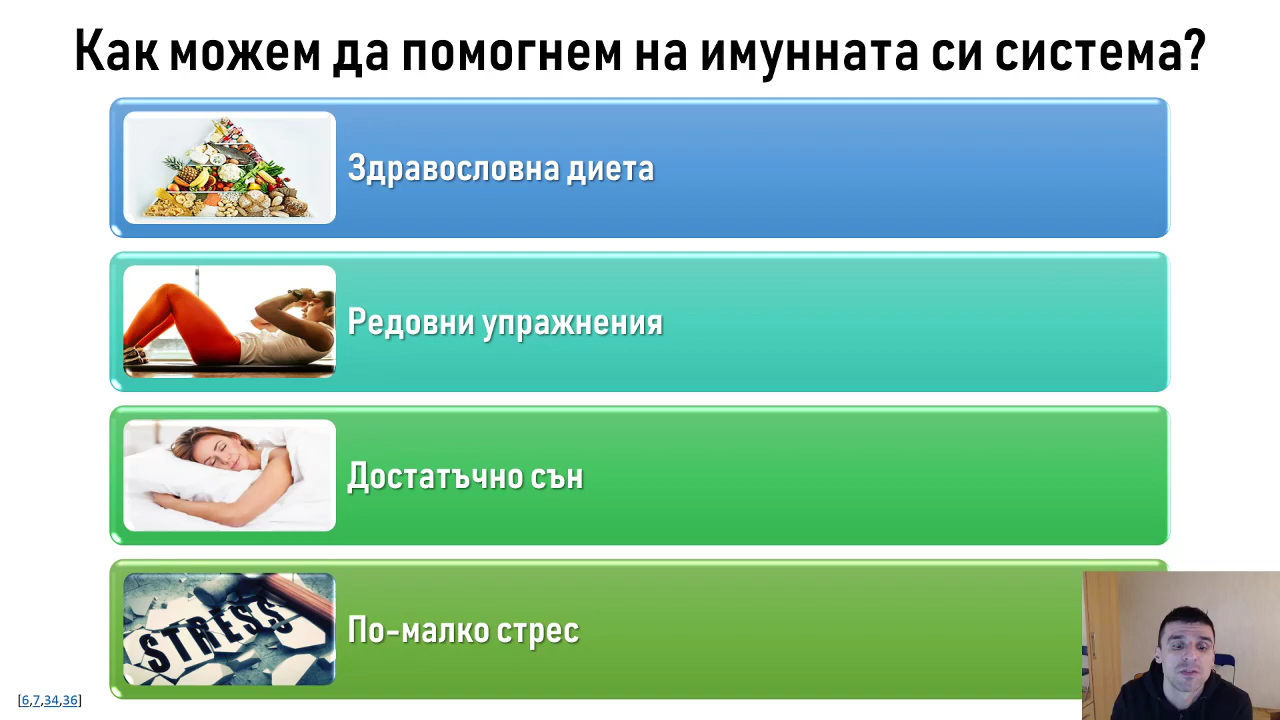 Как можем да помогнем на имунната си система?
Здравословна диета
Редовни упражнения
Достатъчно сън
STRESS
По-малко стрес
[6,7,34,36]